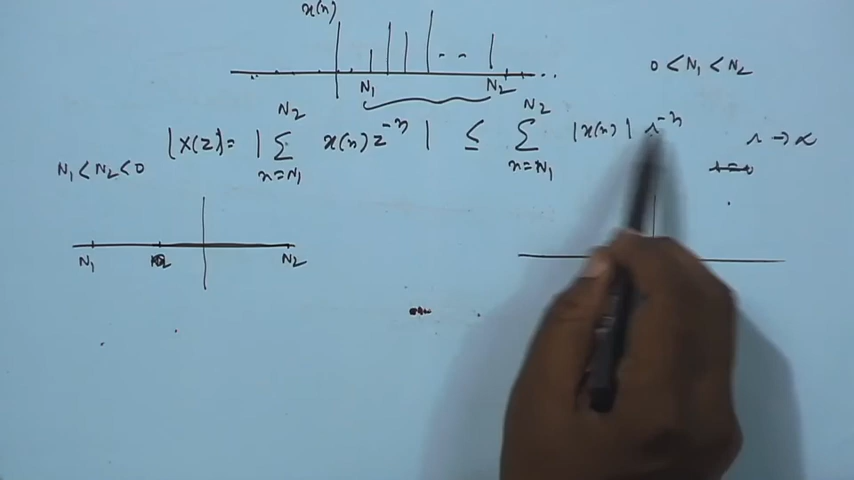 x(n)
N₁ N₂ 0 < N₁ < N₂
|X(z)= |∑_{n=N₁}^{N₂} x(n) z⁻ⁿ | ≤ ∑_{n=N₁}^{N₂} |x(n)| r⁻ⁿ r → ∝
N₁ < N₂ < 0
N₁ N₂